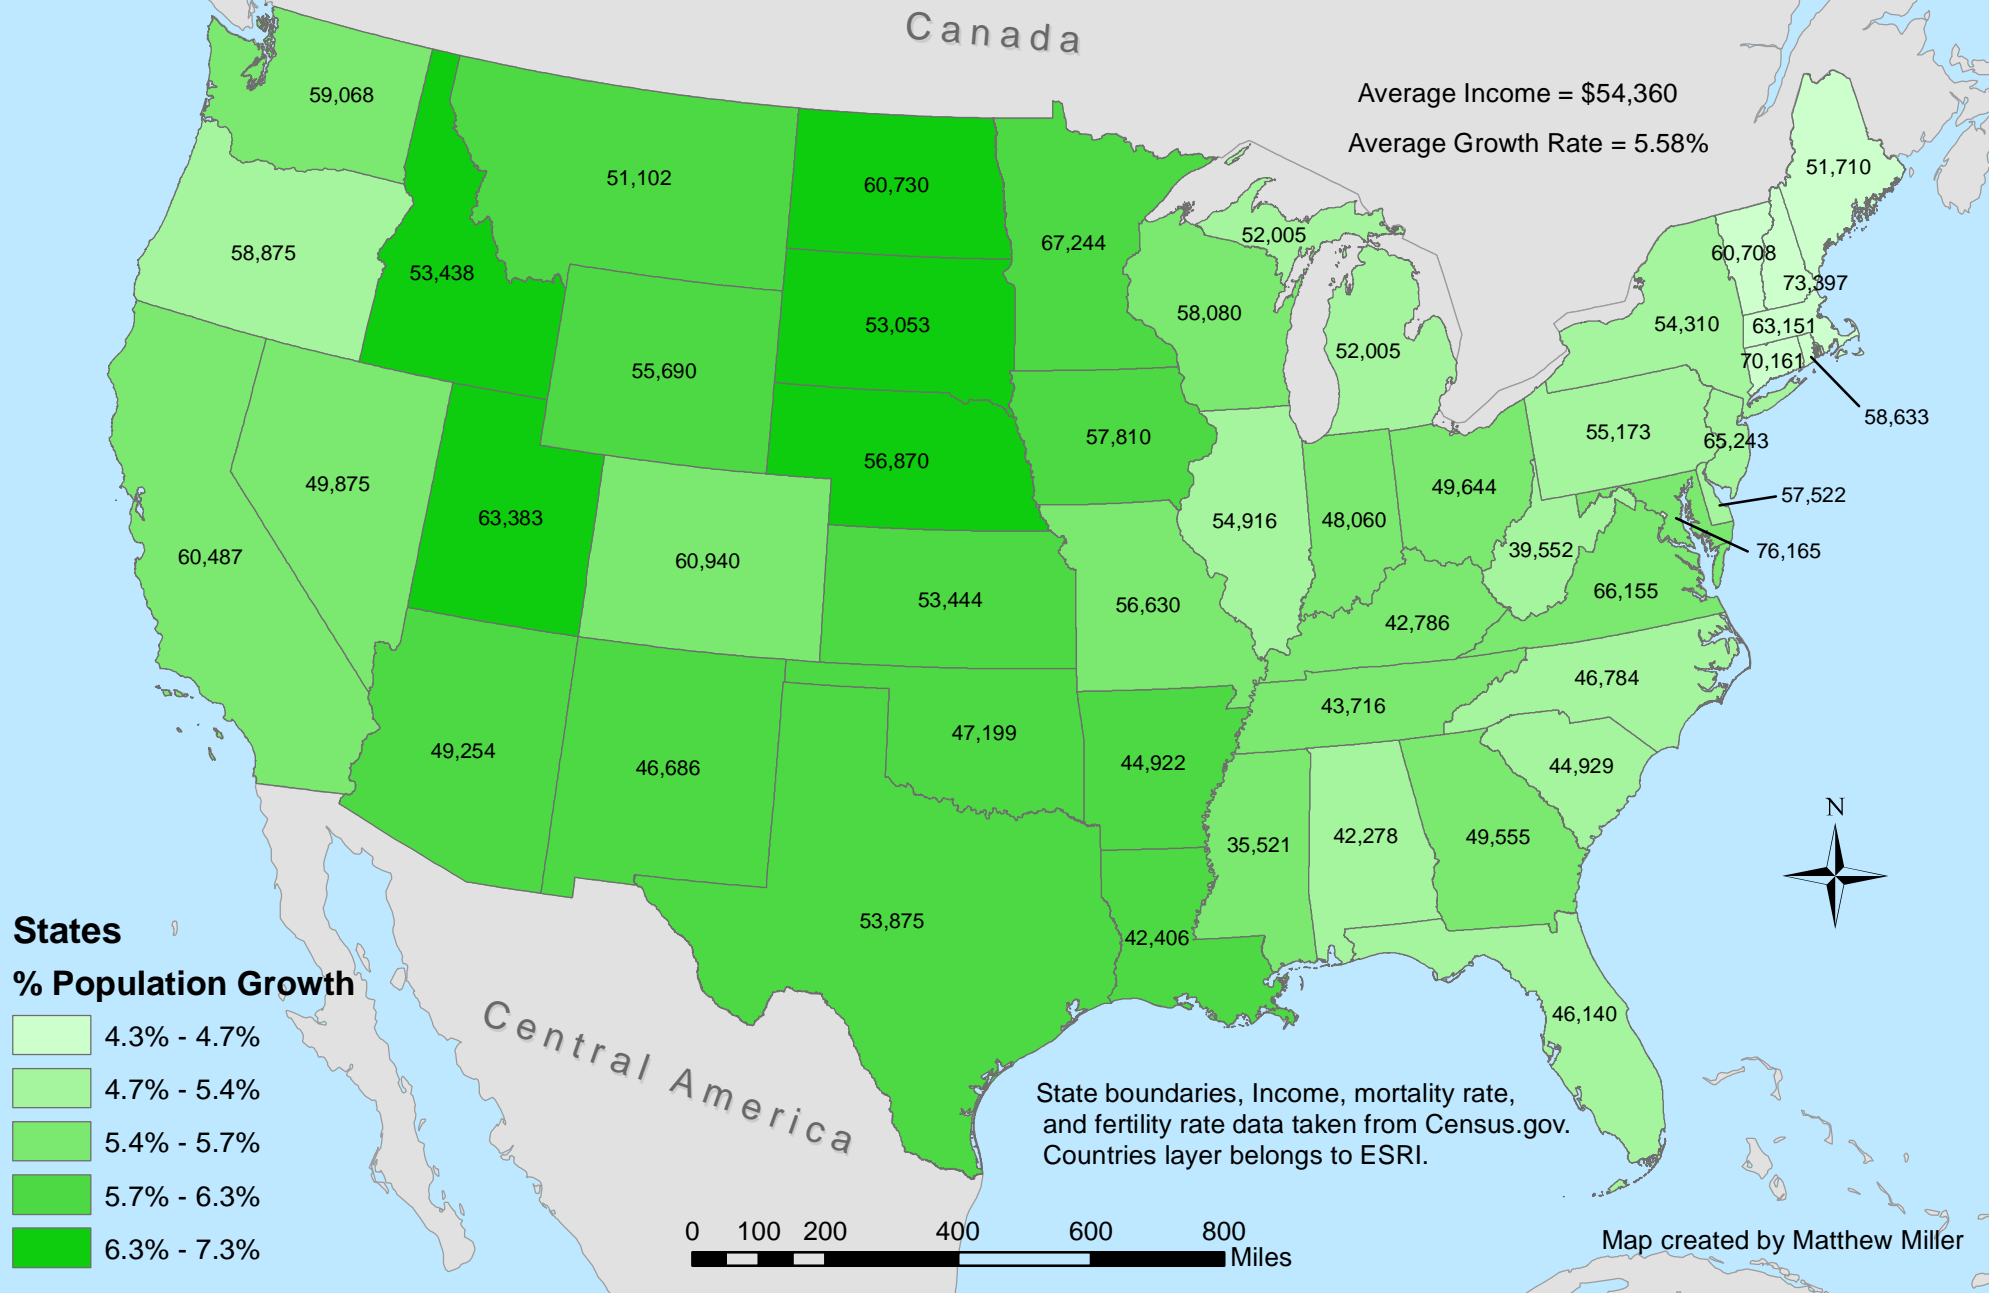 Canada
Average Income = $54,360
Average Growth Rate = 5.58%
59,068
51,102
60,730
67,244
52,005
51,710
58,875
53,438
53,053
58,080
60,708
73,397
54,310
63,151
55,690
52,005
70,161
58,633
49,875
56,870
57,810
55,173
65,243
63,383
54,916
48,060
49,644
57,522
60,487
60,940
53,444
56,630
39,552
76,165
42,786
66,155
46,784
43,716
49,254
46,686
47,199
44,922
44,929
35,521
42,278
49,555
N
53,875
42,406
46,140
States
% Population Growth
4.3% - 4.7%
4.7% - 5.4%
5.4% - 5.7%
5.7% - 6.3%
6.3% - 7.3%
Central America
State boundaries, Income, mortality rate,
and fertility rate data taken from Census.gov.
Countries layer belongs to ESRI.
0 100 200 400 600 800
Miles
Map created by Matthew Miller